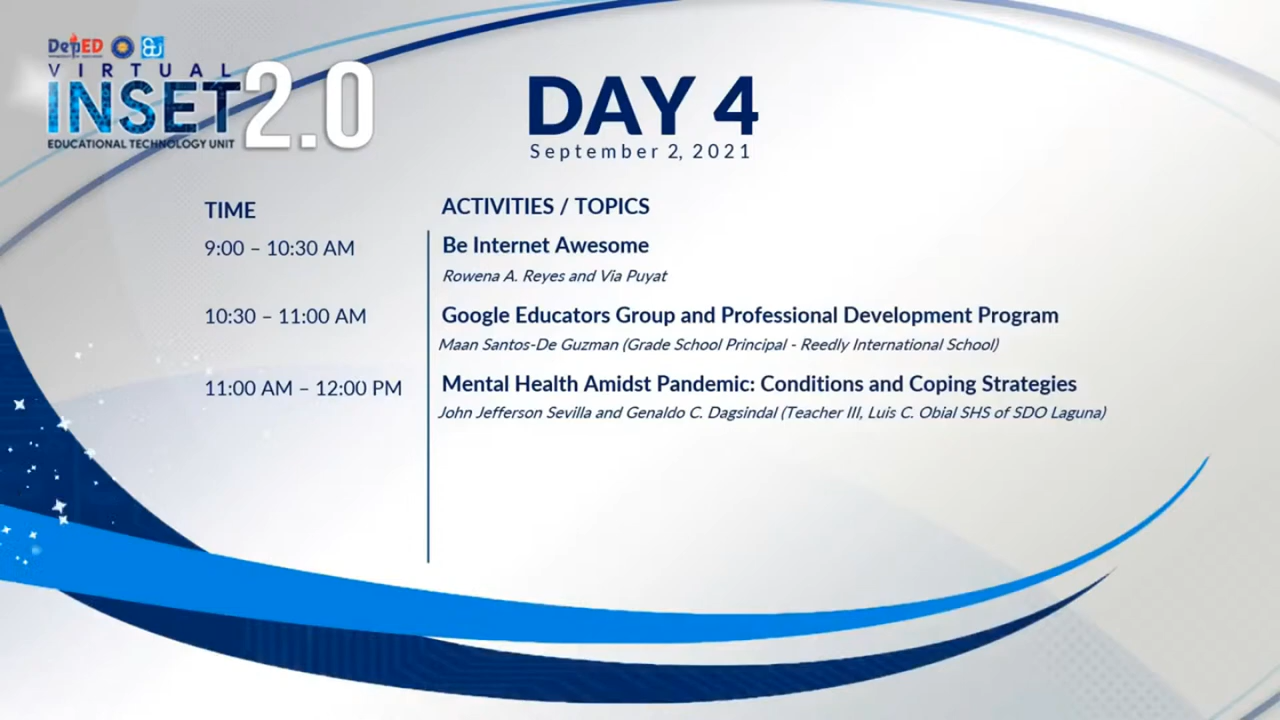 DepED
VIRTUAL
INSET 2.0
EDUCATIONAL TECHNOLOGY UNIT
DAY 4
September 2, 2021
TIME
ACTIVITIES / TOPICS
9:00 – 10:30 AM
Be Internet Awesome
Rowena A. Reyes and Via Puyat
10:30 – 11:00 AM
Google Educators Group and Professional Development Program
Maan Santos-De Guzman (Grade School Principal - Reedly International School)
11:00 AM – 12:00 PM
Mental Health Amidst Pandemic: Conditions and Coping Strategies
John Jefferson Sevilla and Genaldo C. Dagsindal (Teacher III, Luis C. Obial SHS of SDO Laguna)